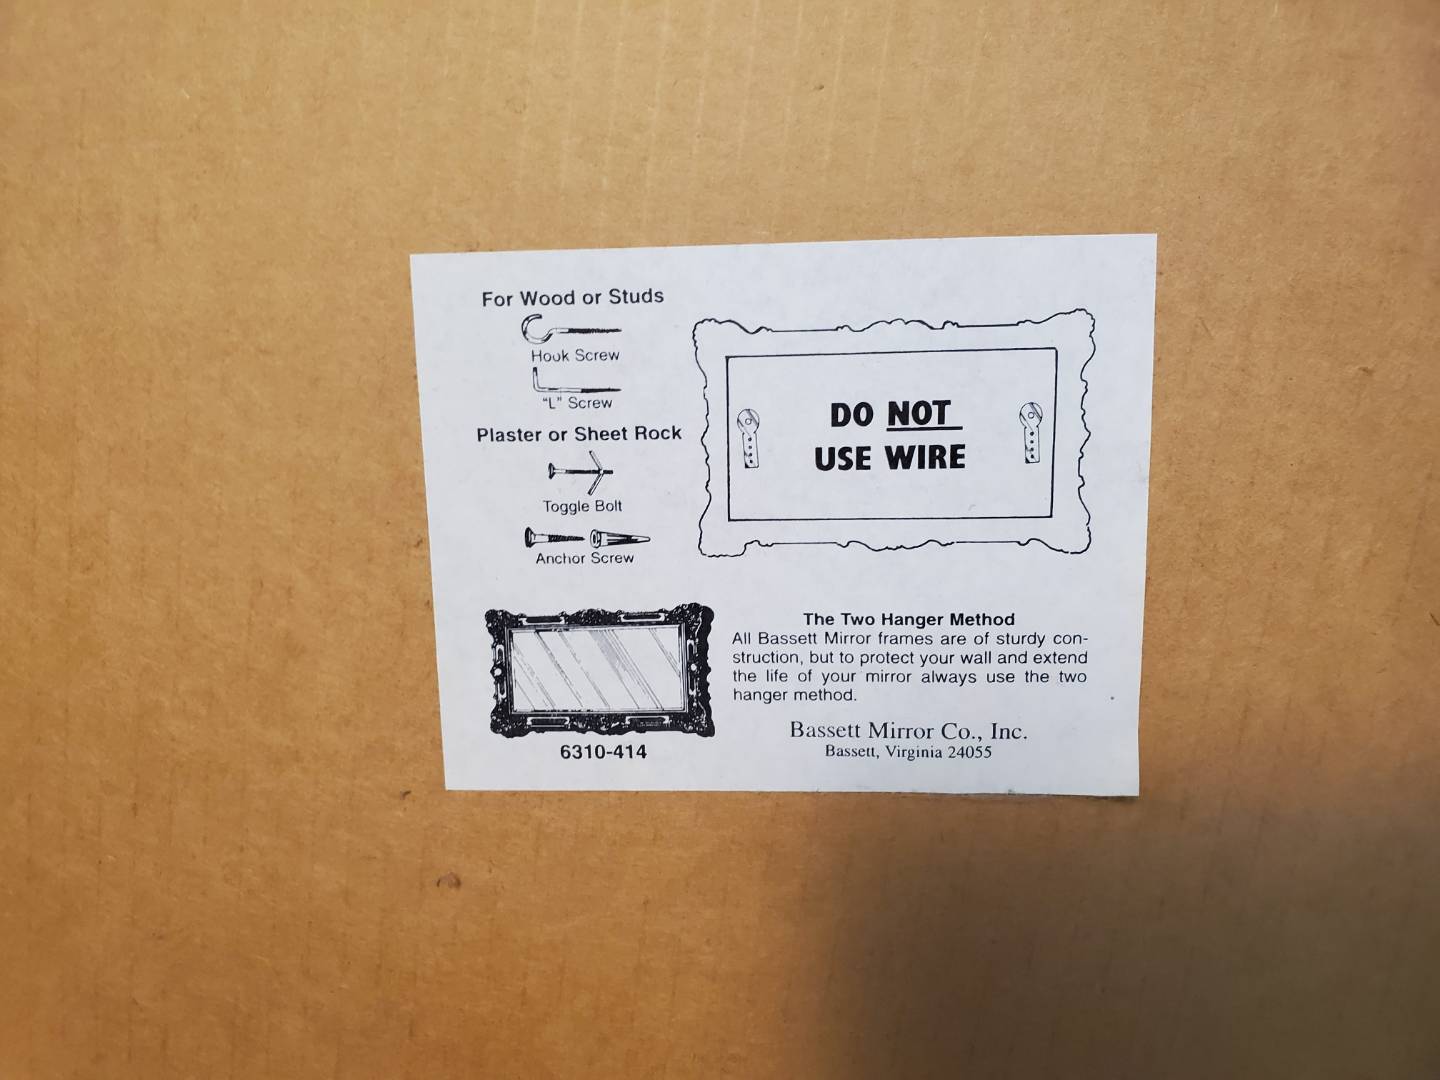 For Wood or Studs
Hook Screw
"L" Screw
Plaster or Sheet Rock
Toggle Bolt
Anchor Screw
DO NOT
USE WIRE
6310-414
The Two Hanger Method
All Bassett Mirror frames are of sturdy con-
struction, but to protect your wall and extend
the life of your mirror always use the two
hanger method.
Bassett Mirror Co., Inc.
Bassett, Virginia 24055